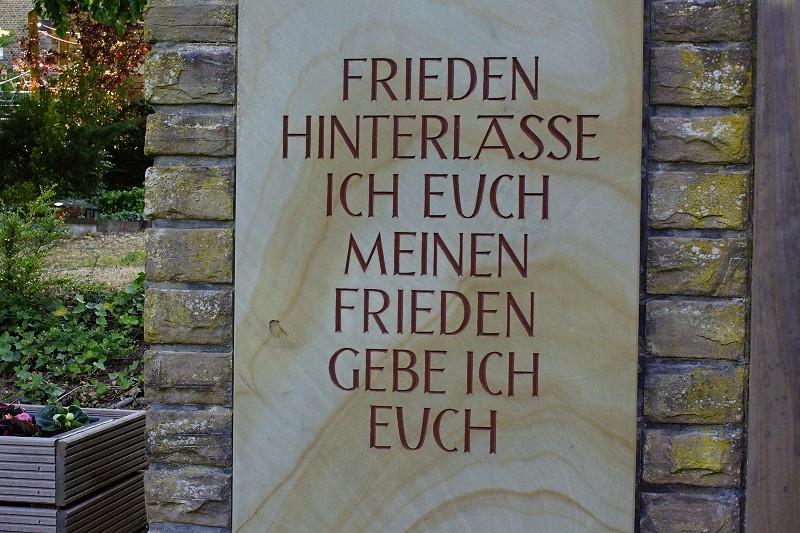 FRIEDEN
HINTERLASSE
ICH EUCH
MEINEN
FRIEDEN
GEBE ICH
EUCH